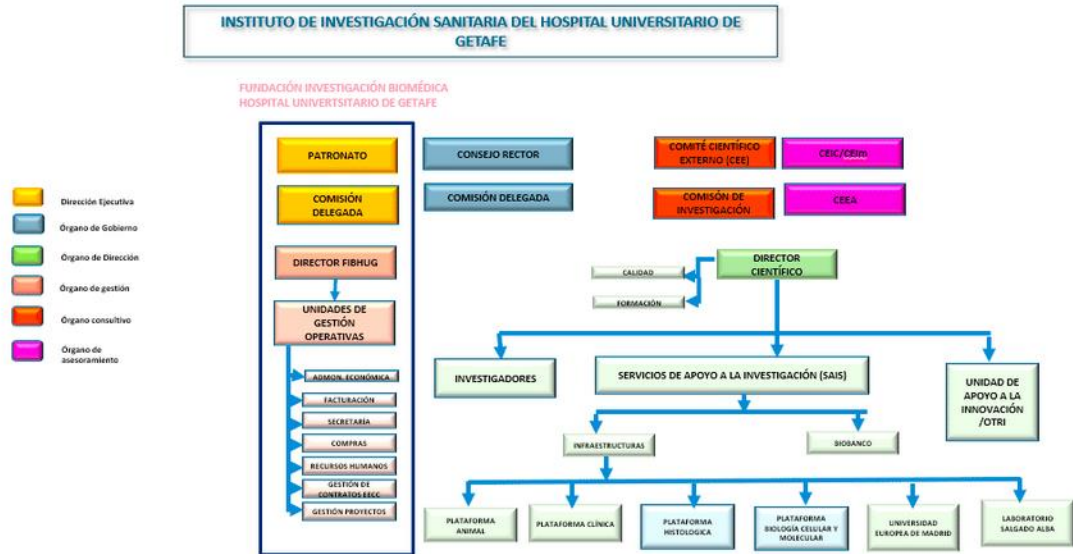 INSTITUTO DE INVESTIGACIÓN SANITARIA DEL HOSPITAL UNIVERSITARIO DE
GETAFE
FUNDACIÓN INVESTIGACIÓN BIOMÉDICA
HOSPITAL UNIVERTSITARIO DE GETAFE
PATRONATO
CONSEJO RECTOR
COMITÉ CIENTÍFICO
EXTERNO (CEE)
CEIC/CEIm
COMISIÓN
DELEGADA
COMISIÓN DELEGADA
COMISÓN DE
INVESTIGACIÓN
CEEA
Dirección Ejecutiva
Órgano de Gobierno
Órgano de Dirección
Órgano de gestión
Órgano consultivo
Órgano de
asesoramiento
DIRECTOR FIBHUG
UNIDADES DE
GESTIÓN
OPERATIVAS
ADMON. ECONÓMICA
FACTURACIÓN
SECRETARÍA
COMPRAS
RECURSOS HUMANOS
GESTIÓN DE
CONTRATOS EECC
GESTIÓN PROYECTOS
DIRECTOR
CIENTÍFICO
CALIDAD
FORMACIÓN
INVESTIGADORES
SERVICIOS DE APOYO A LA INVESTIGACIÓN (SAIS)
UNIDAD DE
APOYO A LA
INNOVACIÓN
/OTRI
INFRAESTRUCTURAS
BIOBANCO
PLATAFORMA
ANIMAL
PLATAFORMA CLÍNICA
PLATAFORMA
HISTOLOGICA
PLATAFORMA
BIOLOGÍA CELULAR Y
MOLECULAR
UNIVERSIDAD
EUROPEA DE MADRID
LABORATORIO
SALGADO ALBA